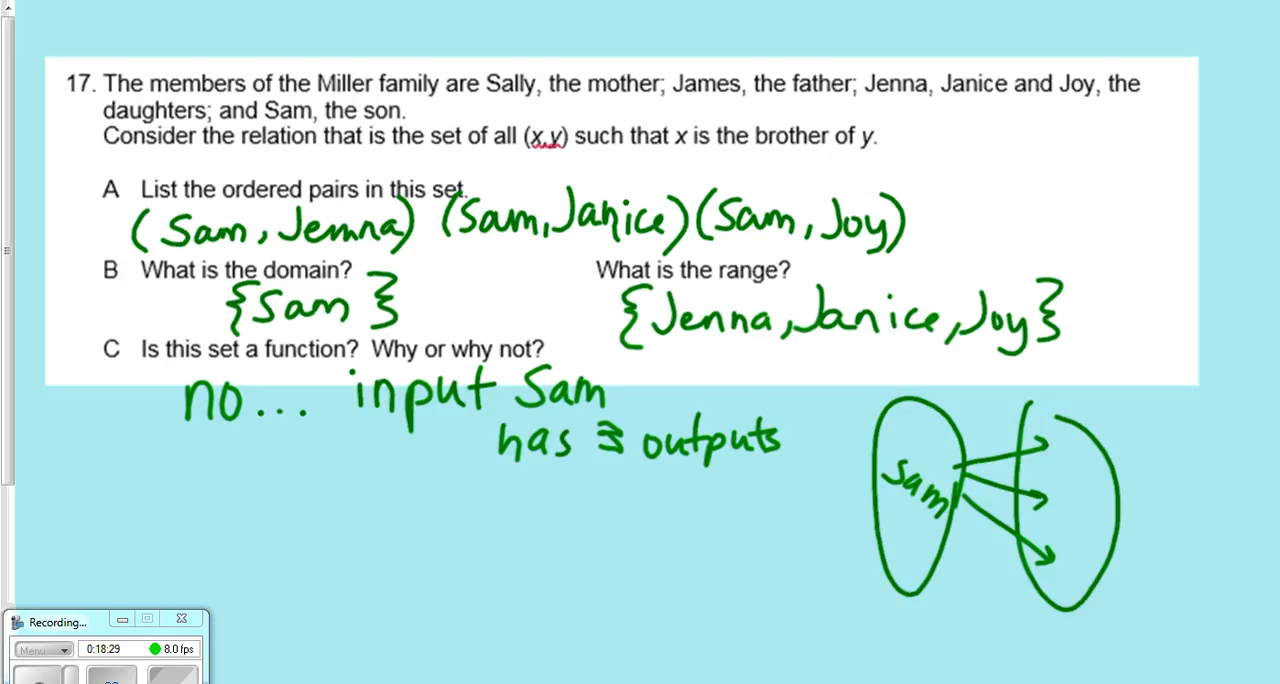 17. The members of the Miller family are Sally, the mother; James, the father; Jenna, Janice and Joy, the
daughters; and Sam, the son.
Consider the relation that is the set of all (x,y) such that x is the brother of y.
A List the ordered pairs in this set.
(Sam, Jenna) (Sam, Janice) (Sam, Joy)
B What is the domain? What is the range?
{Sam} {Jenna, Janice, Joy}
C Is this set a function? Why or why not?
no... input Sam
has 3 outputs
Sam
Recording...
Menu 0:18:29 8.0 fps